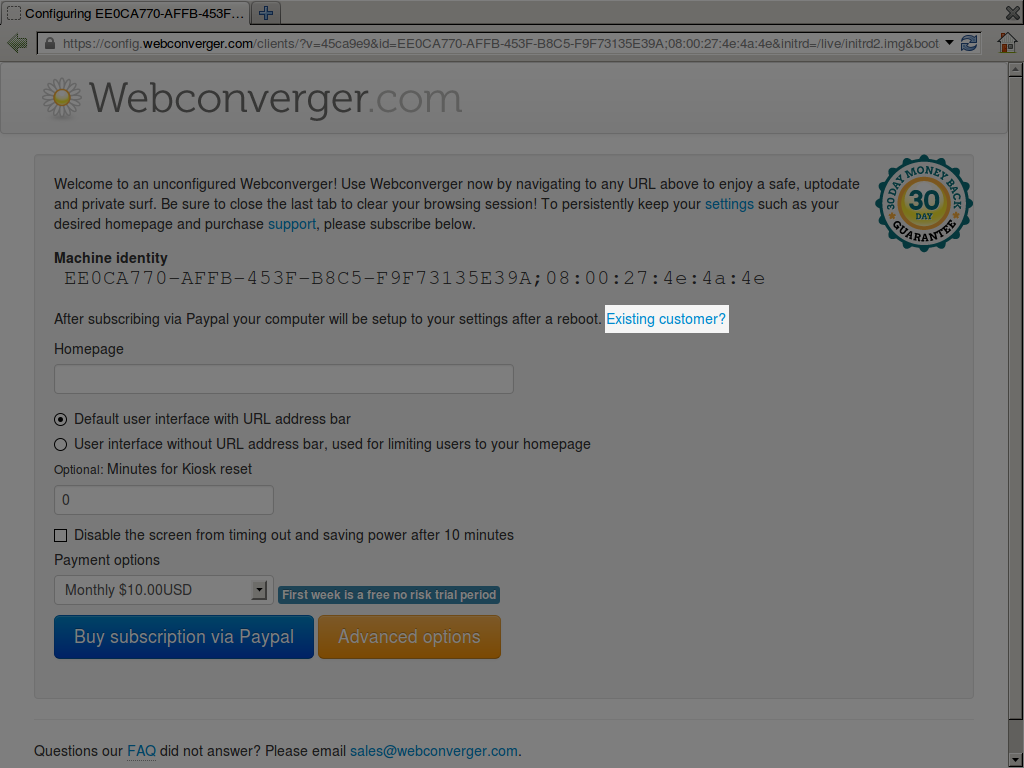 Configuring EE0CA770-AFFB-453F...
https://config.webconverger.com/clients/?v=45ca9e9&id=EE0CA770-AFFB-453F-B8C5-F9F73135E39A;08:00:27:4e:4a:4e&initrd=/live/initrd2.img&boot
Webconverger.com
30 DAY MONEY BACK
30
DAY
GUARANTEE
Welcome to an unconfigured Webconverger! Use Webconverger now by navigating to any URL above to enjoy a safe, uptodate
and private surf. Be sure to close the last tab to clear your browsing session! To persistently keep your settings such as your
desired homepage and purchase support, please subscribe below.
Machine identity
EE0CA770-AFFB-453F-B8C5-F9F73135E39A;08:00:27:4e:4a:4e
After subscribing via Paypal your computer will be setup to your settings after a reboot. Existing customer?
Homepage
Default user interface with URL address bar
User interface without URL address bar, used for limiting users to your homepage
Optional: Minutes for Kiosk reset
0
Disable the screen from timing out and saving power after 10 minutes
Payment options
Monthly $10.00USD First week is a free no risk trial period
Buy subscription via Paypal Advanced options
Questions our FAQ did not answer? Please email sales@webconverger.com.